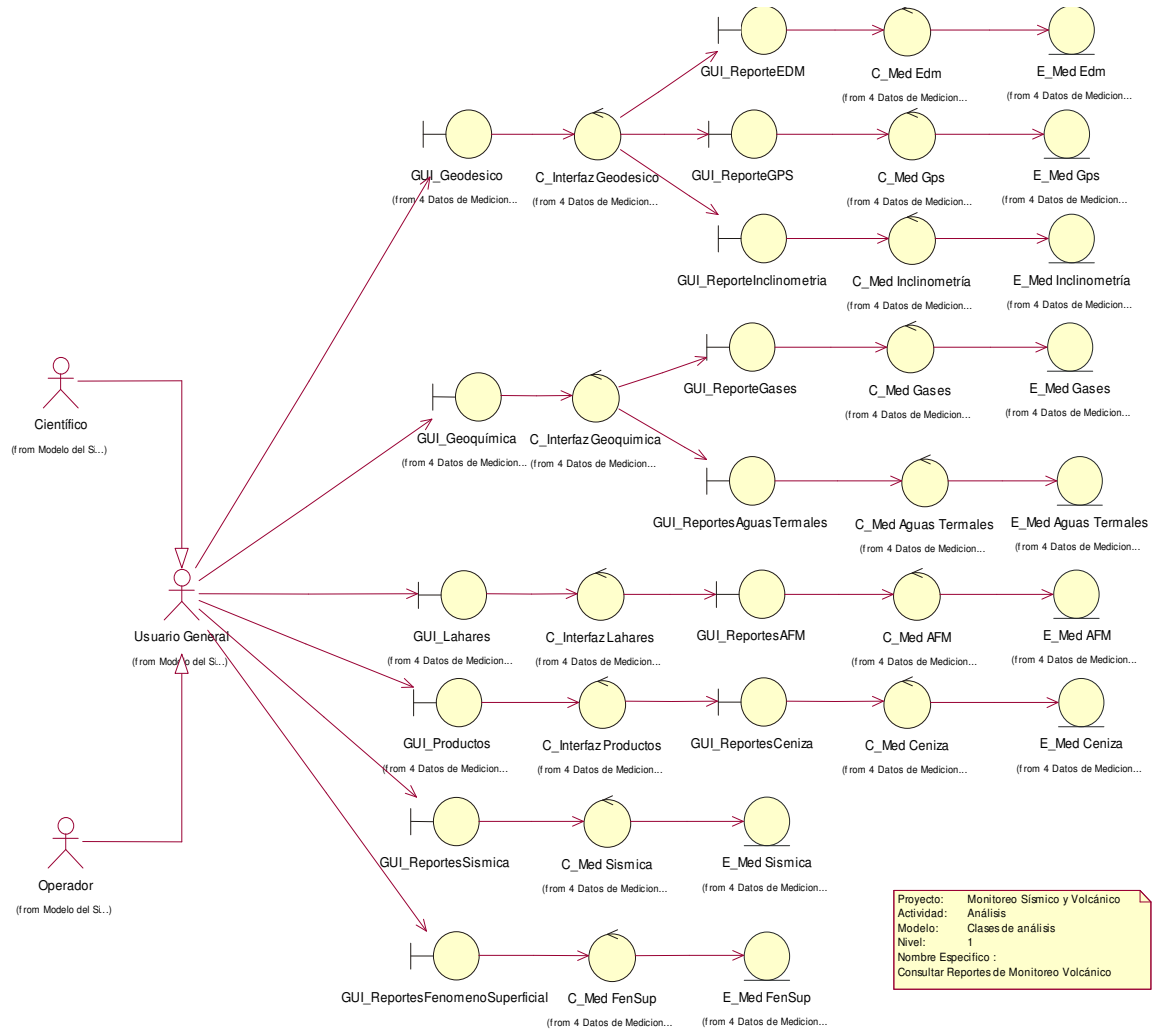 GUI_ReporteEDM
C_Med Edm
(from 4 Datos de Medicion...
E_Med Edm
(from 4 Datos de Medicion...
GUI_Geodesico
(from 4 Datos de Medicion...
C_Interfaz Geodesico
(from 4 Datos de Medicion...
GUI_ReporteGPS
C_Med Gps
(from 4 Datos de Medicion...
E_Med Gps
(from 4 Datos de Medicion...
GUI_ReporteInclinometria
C_Med Inclinometría
(from 4 Datos de Medicion...
E_Med Inclinometría
(from 4 Datos de Medicion...
GUI_ReporteGases
C_Med Gases
(from 4 Datos de Medicion...
E_Med Gases
(from 4 Datos de Medicion...
Científico
(from Modelo del Si...)
GUI_Geoquímica
(from 4 Datos de Medicion...
C_Interfaz Geoquimica
(from 4 Datos de Medicion...
GUI_ReportesAguasTermales
C_Med Aguas Termales
(from 4 Datos de Medicion...
E_Med Aguas Termales
(from 4 Datos de Medicion...
Usuario General
(from Modelo del Si...)
GUI_Lahares
(from 4 Datos de Medicion...
C_Interfaz Lahares
(from 4 Datos de Medicion...
GUI_ReportesAFM
C_Med AFM
(from 4 Datos de Medicion...
E_Med AFM
(from 4 Datos de Medicion...
GUI_Productos
(from 4 Datos de Medicion...
C_Interfaz Productos
(from 4 Datos de Medicion...
GUI_ReportesCeniza
C_Med Ceniza
(from 4 Datos de Medicion...
E_Med Ceniza
(from 4 Datos de Medicion...
GUI_ReportesSismica
C_Med Sismica
(from 4 Datos de Medicion...
E_Med Sismica
(from 4 Datos de Medicion...
Operador
(from Modelo del Si...)
GUI_ReportesFenomenoSuperficial
C_Med FenSup
(from 4 Datos de Medicion...
E_Med FenSup
(from 4 Datos de Medicion...
Proyecto: Monitoreo Sísmico y Volcánico
Actividad: Análisis
Modelo: Clases de análisis
Nivel: 1
Nombre Especifico :
Consultar Reportes de Monitoreo Volcánico